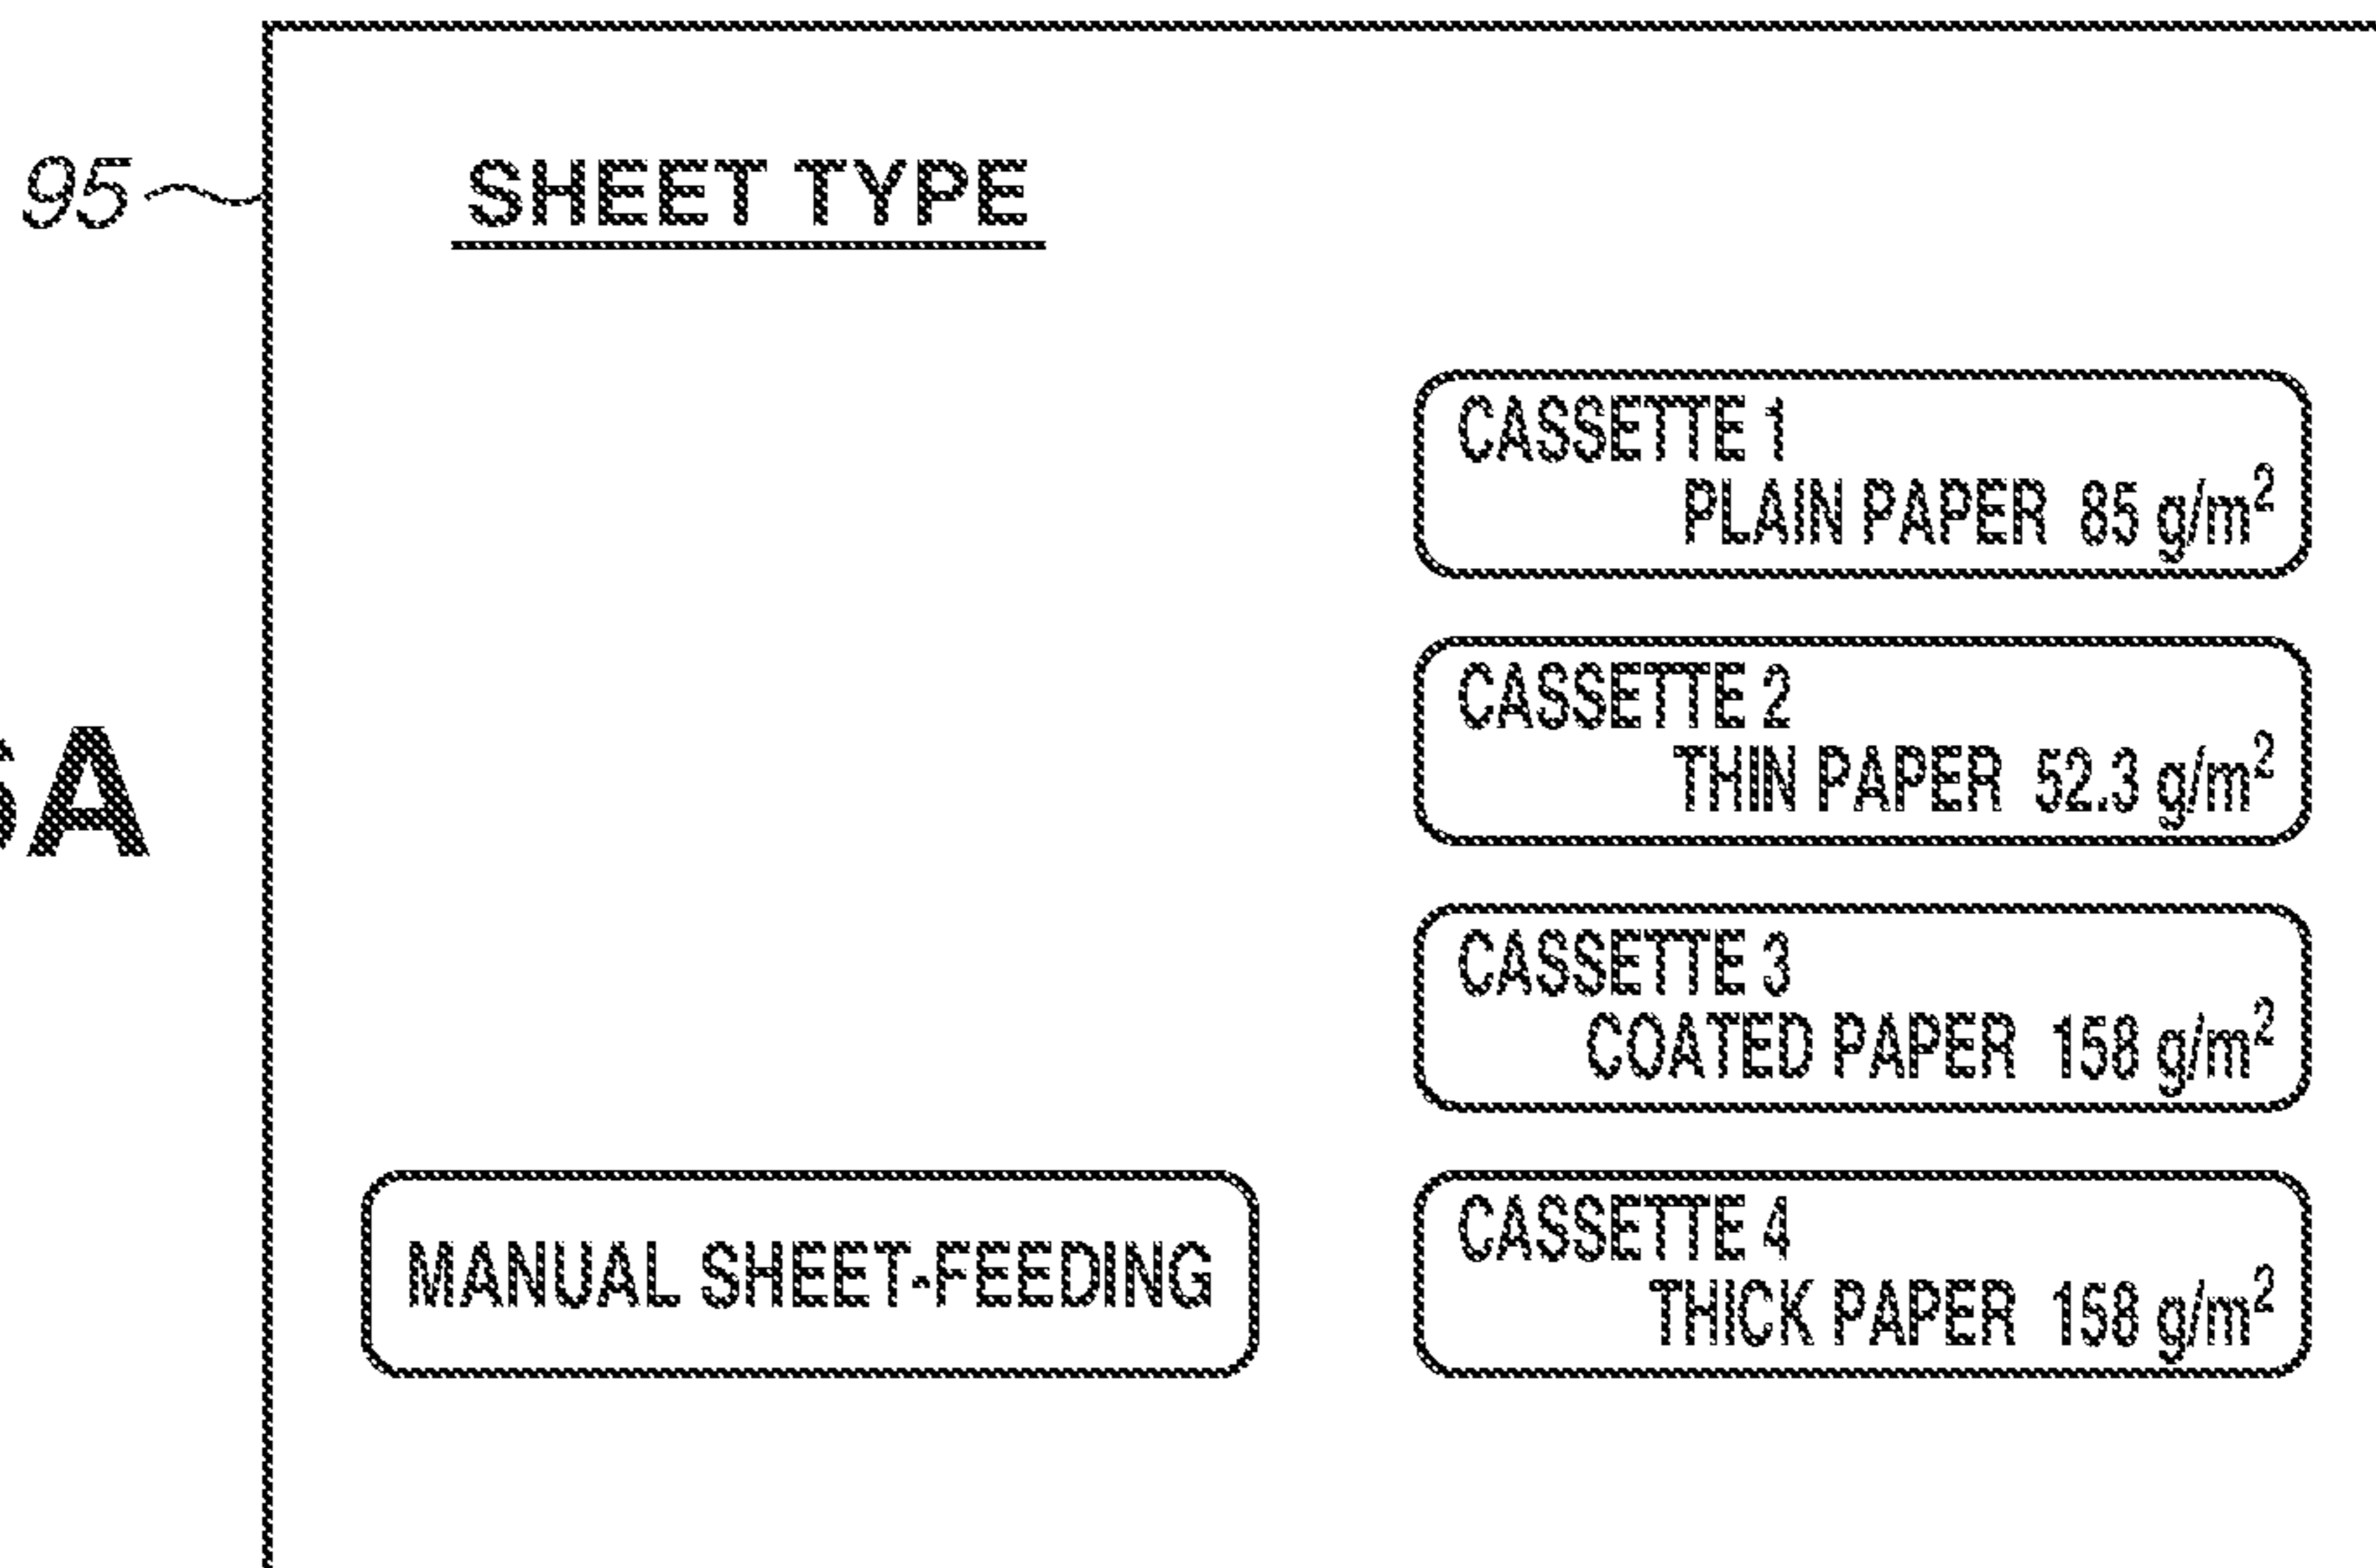 95
SHEET TYPE
CASSETTE 1
PLAIN PAPER 85 g/m²
CASSETTE 2
THIN PAPER 52.3 g/m²
6A
CASSETTE 3
COATED PAPER 158 g/m²
MANUAL SHEET-FEEDING
CASSETTE 4
THICK PAPER 158 g/m²